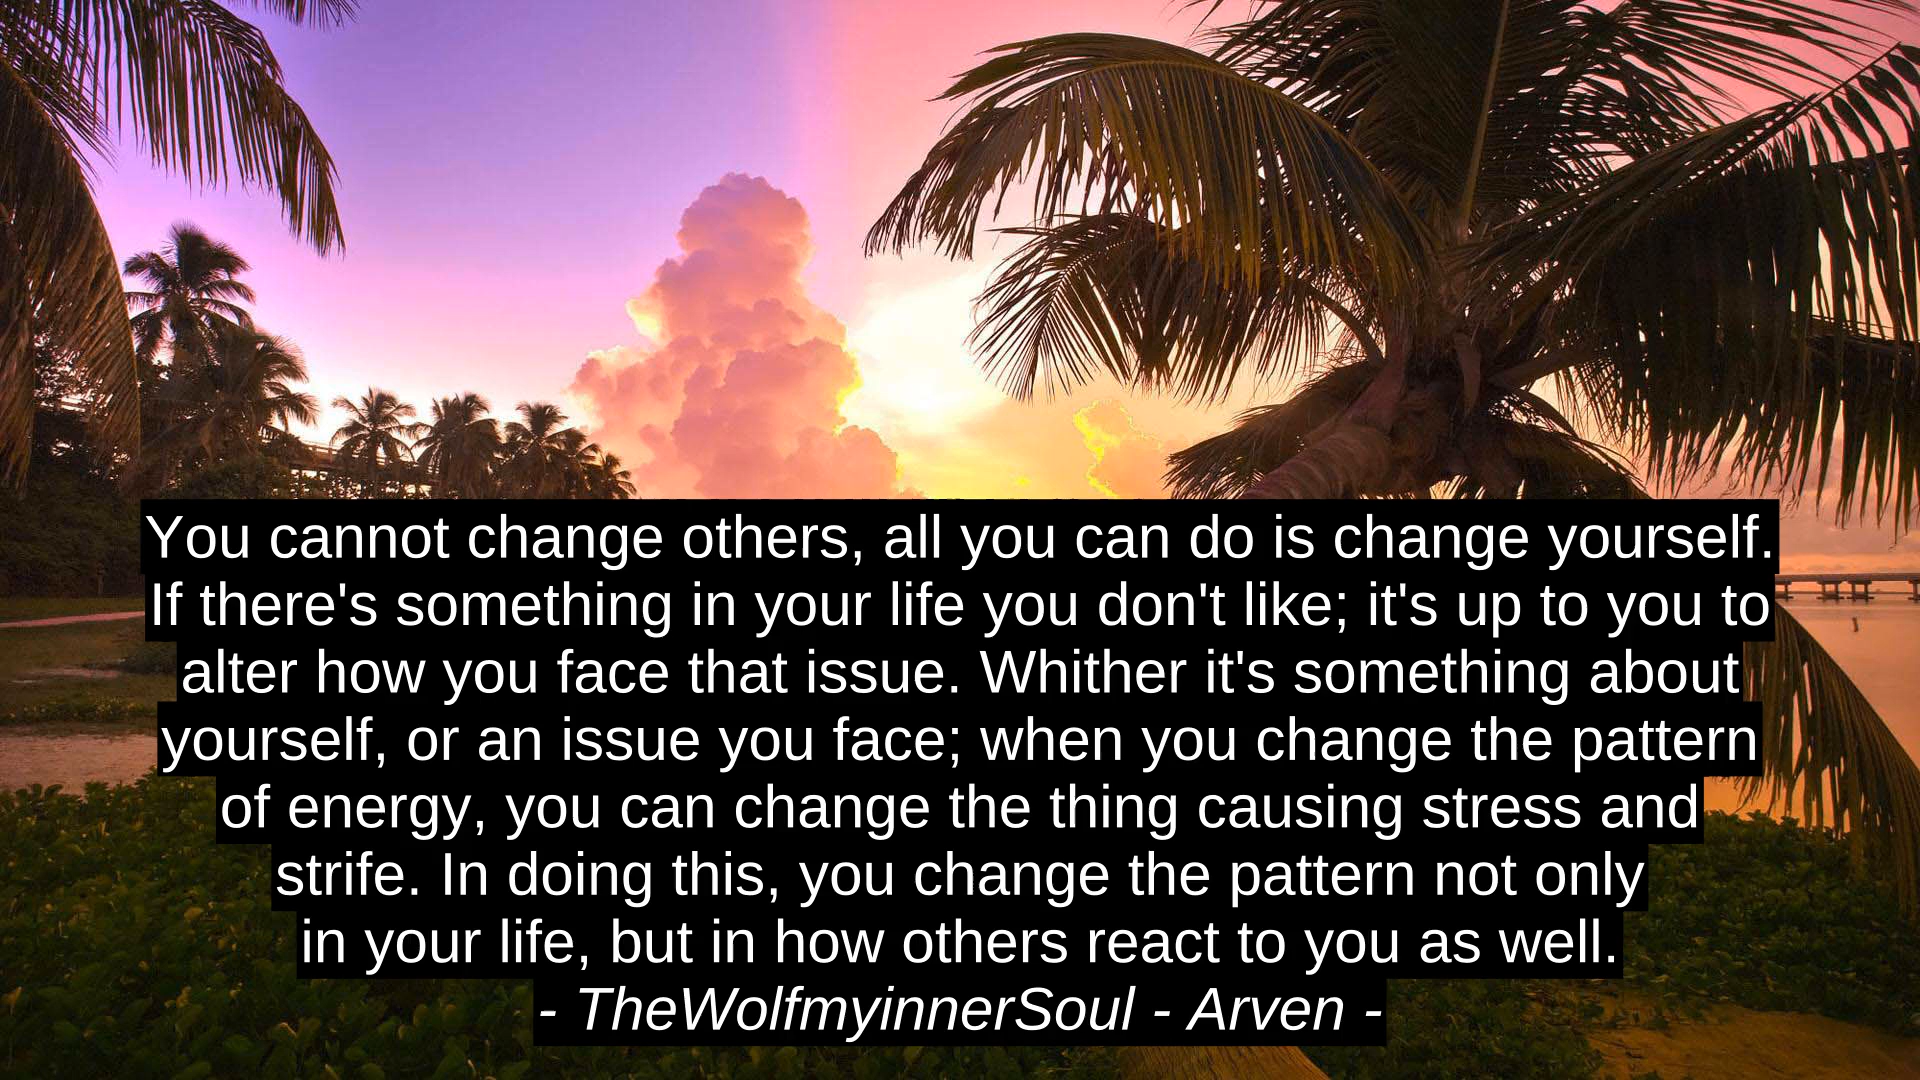 You cannot change others, all you can do is change yourself.
If there's something in your life you don't like; it's up to you to
alter how you face that issue. Whither it's something about
yourself, or an issue you face; when you change the pattern
of energy, you can change the thing causing stress and
strife. In doing this, you change the pattern not only
in your life, but in how others react to you as well.
- TheWolfmyinnerSoul - Arven -